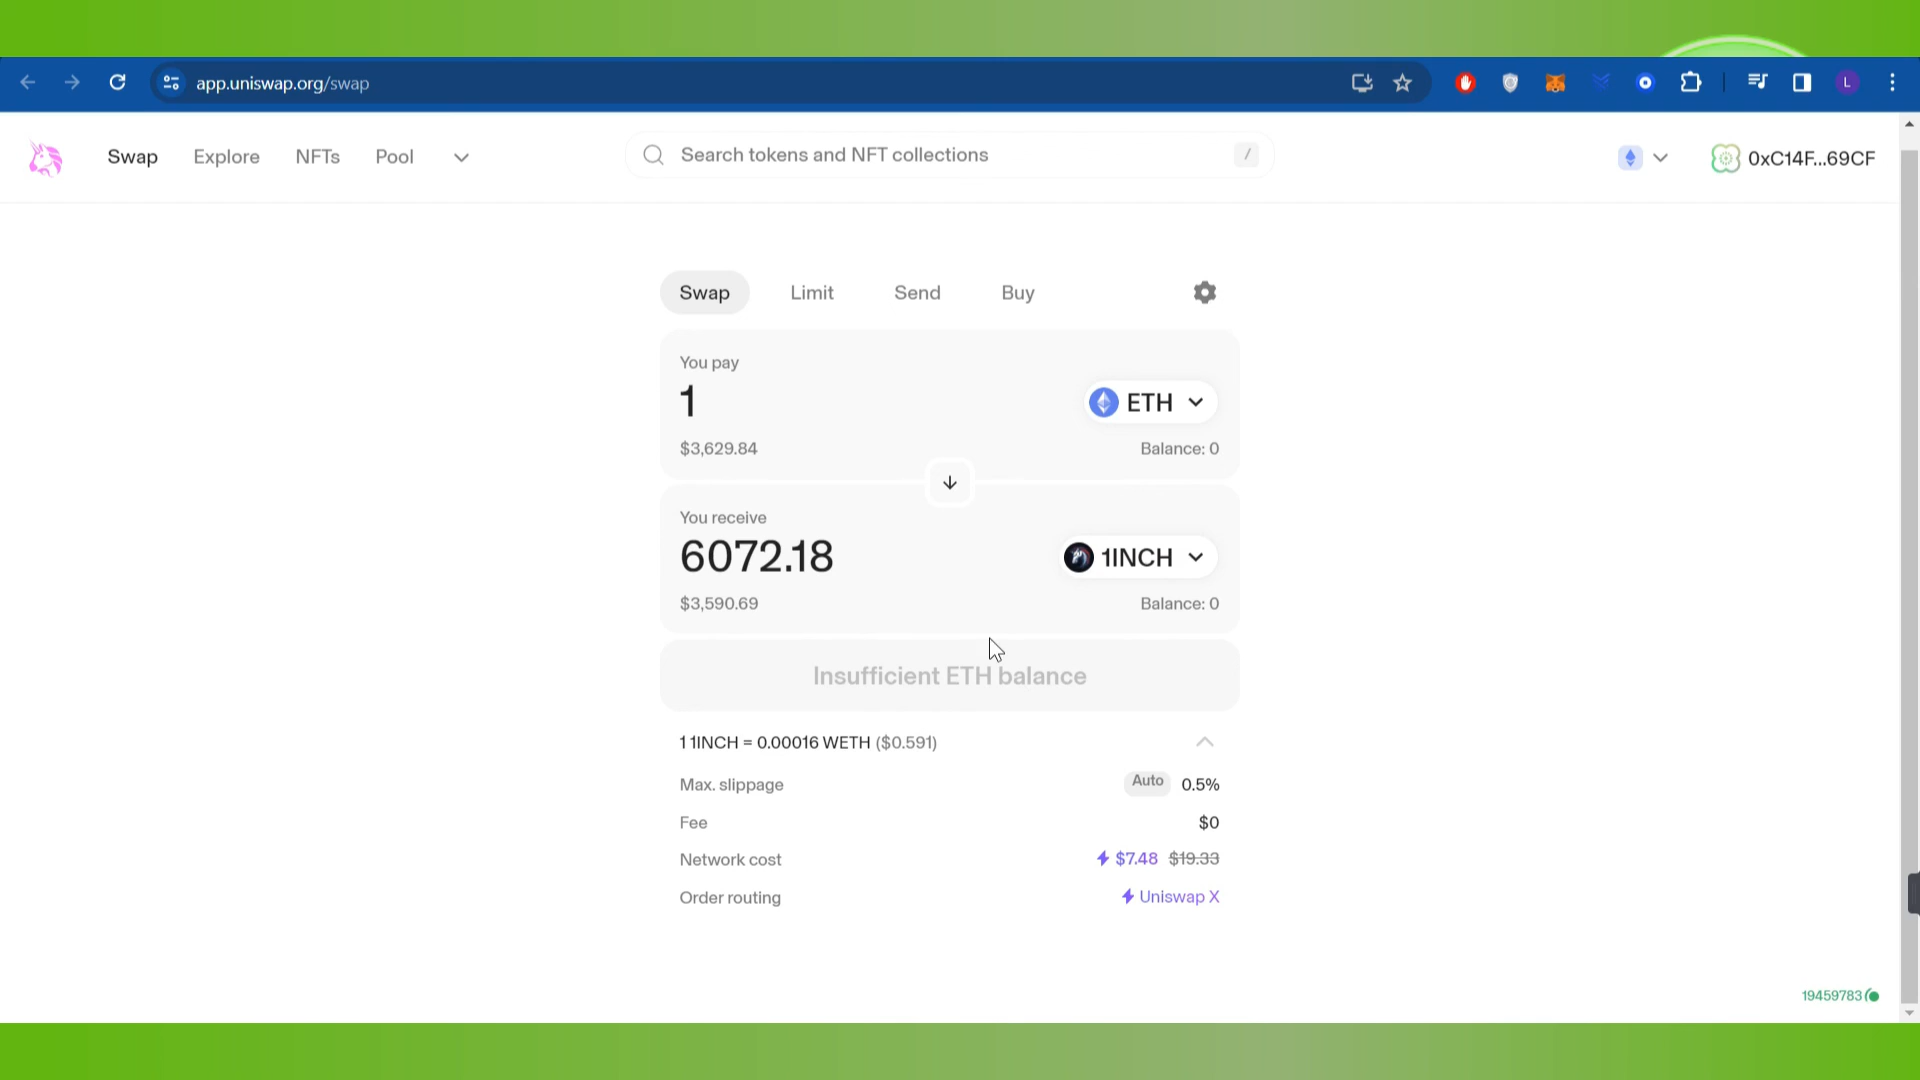 app.uniswap.org/swap
L
Swap Explore NFTs Pool
Search tokens and NFT collections /
0xC14F...69CF
Swap Limit Send Buy
You pay
1
ETH
$3,629.84
Balance: 0
You receive
6072.18
1INCH
$3,590.69
Balance: 0
Insufficient ETH balance
1 1INCH = 0.00016 WETH ($0.591)
Max. slippage Auto 0.5%
Fee $0
Network cost $7.48 $19.33
Order routing Uniswap X
19459783